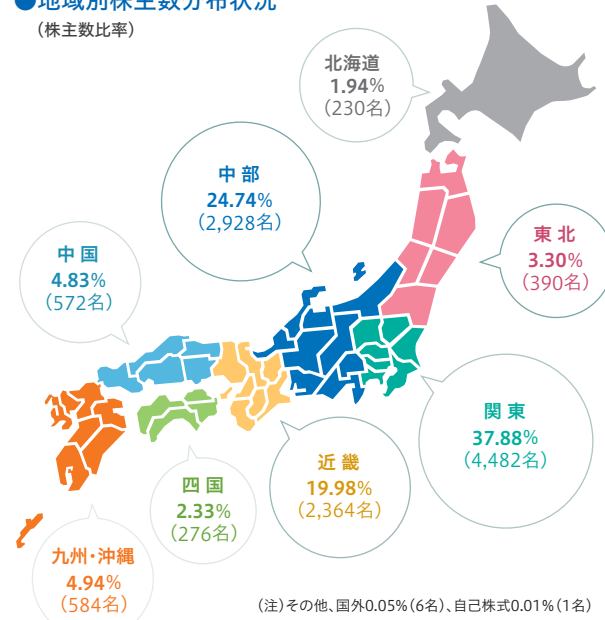 ●地域別株主数分布状況
（株主数比率）
北海道
1.94%
（230名）
中 部
24.74%
（2,928名）
東 北
3.30%
（390名）
中 国
4.83%
（572名）
関 東
37.88%
（4,482名）
近 畿
19.98%
（2,364名）
四 国
2.33%
（276名）
九州・沖縄
4.94%
（584名）
（注）その他、国外0.05%（6名）、自己株式0.01%（1名）